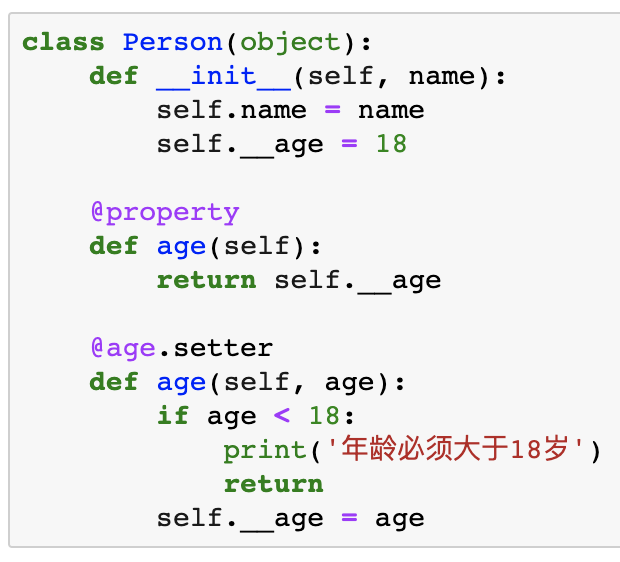 class Person(object):
    def __init__(self, name):
        self.name = name
        self.__age = 18

    @property
    def age(self):
        return self.__age

    @age.setter
    def age(self, age):
        if age < 18:
            print('年龄必须大于18岁')
            return
        self.__age = age